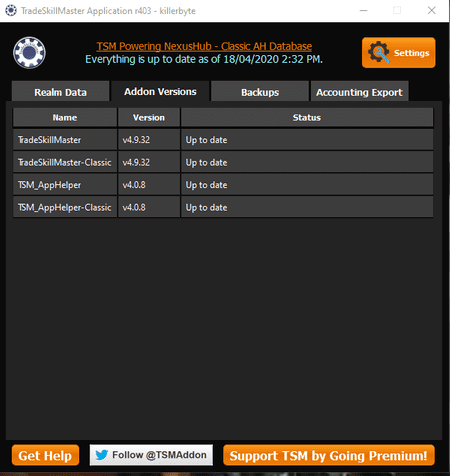 TradeSkillMaster Application r403 - killerbyte
TSM Powering NexusHub - Classic AH Database
Everything is up to date as of 18/04/2020 2:32 PM.
Settings
Realm Data Addon Versions Backups Accounting Export
Name Version Status
TradeSkillMaster v4.9.32 Up to date
TradeSkillMaster-Classic v4.9.32 Up to date
TSM_AppHelper v4.0.8 Up to date
TSM_AppHelper-Classic v4.0.8 Up to date
Get Help Follow @TSMAddon Support TSM by Going Premium!